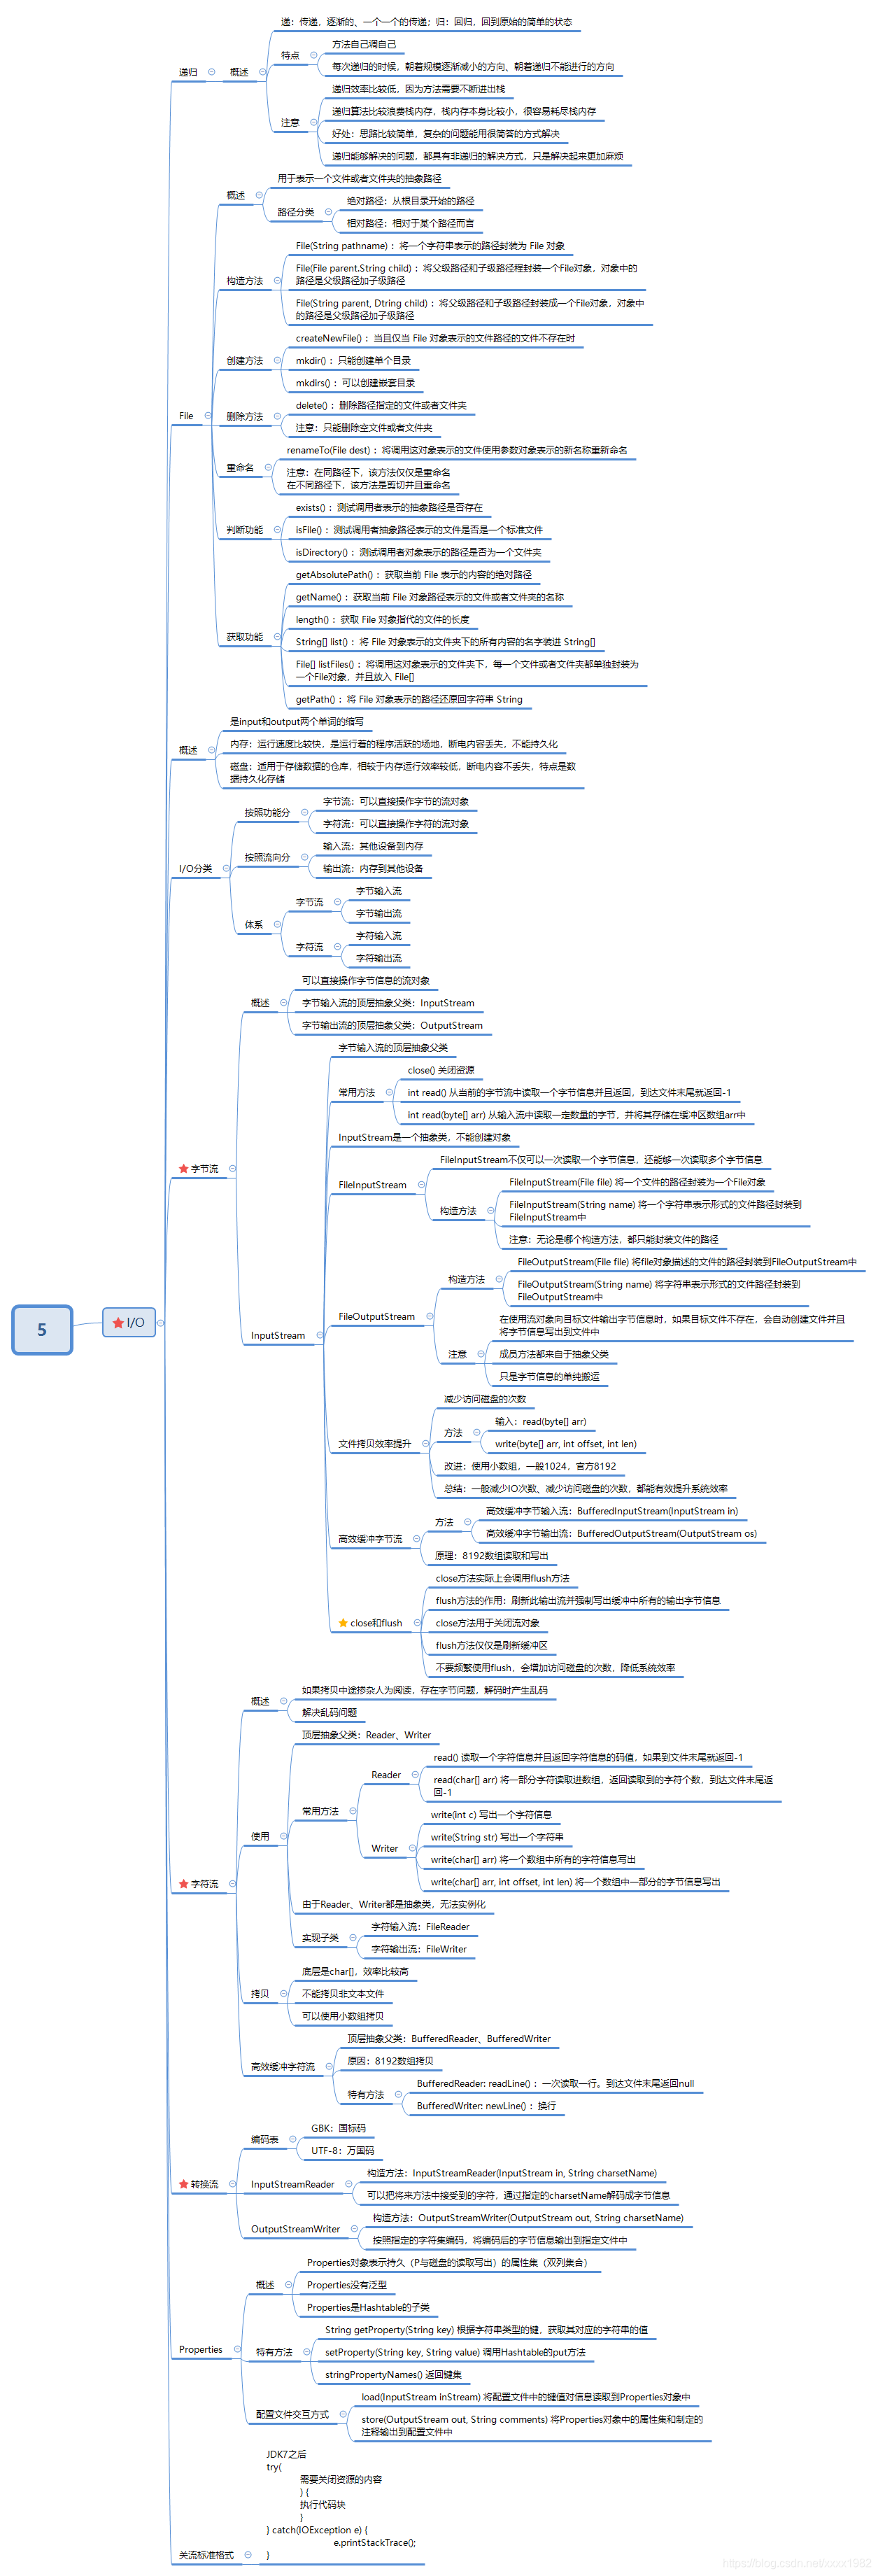 递：传递，逐渐的、一个一个的传递；归：回归，回到原始的简单的状态
特点
方法自己调自己
每次递归的时候，朝着规模逐渐减小的方向、朝着递归不能进行的方向
递归
概述
递归效率比较低，因为方法需要不断进出栈
递归算法比较浪费栈内存，栈内存本身比较小，很容易耗尽栈内存
注意
好处：思路比较简单，复杂的问题能用很简答的方式解决
递归能够解决的问题，都具有非递归的解决方式，只是解决起来更加麻烦
用于表示一个文件或者文件夹的抽象路径
概述
路径分类
绝对路径：从根目录开始的路径
相对路径：相对于某个路径而言
File(String pathname)：将一个字符串表示的路径封装为 File 对象
构造方法
File(File parent.String child)：将父级路径和子级路径程封装一个File对象，对象中的
路径是父级路径加子级路径
File(String parent, Dtring child)：将父级路径和子级路径封装成一个File对象，对象中
的路径是父级路径加子级路径
createNewFile()：当且仅当 File 对象表示的文件路径的文件不存在时
创建方法
mkdir()：只能创建单个目录
mkdirs()：可以创建嵌套目录
File
删除方法
delete()：删除路径指定的文件或者文件夹
注意：只能删除空文件或者文件夹
renameTo(File dest)：将调用这对象表示的文件使用参数对象表示的新名称重新命名
重命名
注意：在同路径下，该方法仅仅是重命名
在不同路径下，该方法是剪切并且重命名
exists()：测试调用者表示的抽象路径是否存在
判断功能
isFile()：测试调用者抽象路径表示的文件是否是一个标准文件
isDirectory()：测试调用者对象表示的路径是否为一个文件夹
getAbsolutePath()：获取当前 File 表示的内容的绝对路径
getName()：获取当前 File 对象路径表示的文件或者文件夹的名称
length()：获取 File 对象指代的文件的长度
获取功能
String[] list()：将 File 对象表示的文件夹下的所有内容的名字装进 String[]
File[] listFiles()：将调用这对象表示的文件夹下，每一个文件或者文件夹都单独封装为
一个File对象，并且放入 File[]
getPath()：将 File 对象表示的路径还原回字符串 String
是input和output两个单词的缩写
概述
内存：运行速度比较快，是运行着的程序活跃的场地，断电内容丢失，不能持久化
磁盘：适用于存储数据的仓库，相较于内存运行效率较低，断电内容不丢失，特点是数
据持久化存储
按照功能分
字节流：可以直接操作字节的流对象
字符流：可以直接操作字符的流对象
I/O分类
按照流向分
输入流：其他设备到内存
输出流：内存到其他设备
体系
字节流
字节输入流
字节输出流
字符流
字符输入流
字符输出流
概述
可以直接操作字节信息的流对象
字节输入流的顶层抽象父类：InputStream
字节输出流的顶层抽象父类：OutputStream
字节输入流的顶层抽象父类
常用方法
close() 关闭资源
int read() 从当前的字节流中读取一个字节信息并且返回，到达文件末尾就返回-1
int read(byte[] arr) 从输入流中读取一定数量的字节，并将其存储在缓冲区数组arr中
InputStream是一个抽象类，不能创建对象
字节流
FileInputStream
FileInputStream不仅可以一次读取一个字节信息，还能够一次读取多个字节信息
构造方法
FileInputStream(File file) 将一个文件的路径封装为一个File对象
FileInputStream(String name) 将一个字符串表示形式的文件路径封装到
FileInputStream中
注意：无论是哪个构造方法，都只能封装文件的路径
构造方法
FileOutputStream(File file) 将file对象描述的文件的路径封装到FileOutputStream中
FileOutputStream(String name) 将字符串表示形式的文件路径封装到
FileOutputStream中
FileOutputStream
5
I/O
InputStream
在使用流对象向目标文件输出字节信息时，如果目标文件不存在，会自动创建文件并且
将字节信息写出到文件中
注意
成员方法都来自于抽象父类
只是字节信息的单纯搬运
减少访问磁盘的次数
文件拷贝效率提升
方法
输入：read(byte[] arr)
write(byte[] arr, int offset, int len)
改进：使用小数组，一般1024，官方8192
总结：一般减少IO次数、减少访问磁盘的次数，都能有效提升系统效率
高效缓冲字节流
方法
高效缓冲字节输入流：BufferedInputStream(InputStream in)
高效缓冲字节输出流：BufferedOutputStream(OutputStream os)
原理：8192数组读取和写出
close方法实际上会调用flush方法
flush方法的作用：刷新此输出流并强制写出缓冲中所有的输出字节信息
close和flush
close方法用于关闭流对象
flush方法仅仅是刷新缓冲区
不要频繁使用flush，会增加访问磁盘的次数，降低系统效率
概述
如果拷贝中途掺杂人为阅读，存在字节问题，解码时产生乱码
解决乱码问题
顶层抽象父类：Reader、Writer
Reader
read() 读取一个字符信息并且返回字符信息的码值，如果到文件末尾就返回-1
read(char[] arr) 将一部分字符读取进数组，返回读取到的字符个数，到达文件末尾返
回-1
常用方法
使用
Writer
write(int c) 写出一个字符信息
write(String str) 写出一个字符串
write(char[] arr) 将一个数组中所有的字符信息写出
write(char[] arr, int offset, int len) 将一个数组中一部分的字节信息写出
字符流
由于Reader、Writer都是抽象类，无法实例化
实现子类
字符输入流：FileReader
字符输出流：FileWriter
拷贝
底层是char[]，效率比较高
不能拷贝非文本文件
可以使用小数组拷贝
高效缓冲字符流
顶层抽象父类：BufferedReader、BufferedWriter
原因：8192数组拷贝
特有方法
BufferedReader: readLine()：一次读取一行。到达文件末尾返回null
BufferedWriter: newLine()：换行
编码表
GBK：国标码
UTF-8：万国码
转换流
InputStreamReader
构造方法：InputStreamReader(InputStream in, String charsetName)
可以把将来方法中接受到的字符，通过指定的charsetName解码成字节信息
OutputStreamWriter
构造方法：OutputStreamWriter(OutputStream out, String charsetName)
按照指定的字符集编码，将编码后的字节信息输出到指定文件中
概述
Properties对象表示持久（P与磁盘的读取写出）的属性集（双列集合）
Properties没有泛型
Properties是Hashtable的子类
Properties
特有方法
String getProperty(String key) 根据字符串类型的键，获取其对应的字符串的值
setProperty(String key, String value) 调用Hashtable的put方法
stringPropertyNames() 返回键集
配置文件交互方式
load(InputStream inStream) 将配置文件中的键值对信息读取到Properties对象中
store(OutputStream out, String comments) 将Properties对象中的属性集和制定的
注释输出到配置文件中
关流标准格式
JDK7之后
try(
需要关闭资源的内容
) {
执行代码块
}
} catch(IOException e) {
e.printStackTrace();
}
https://blog.csdn.net/xxrx1982